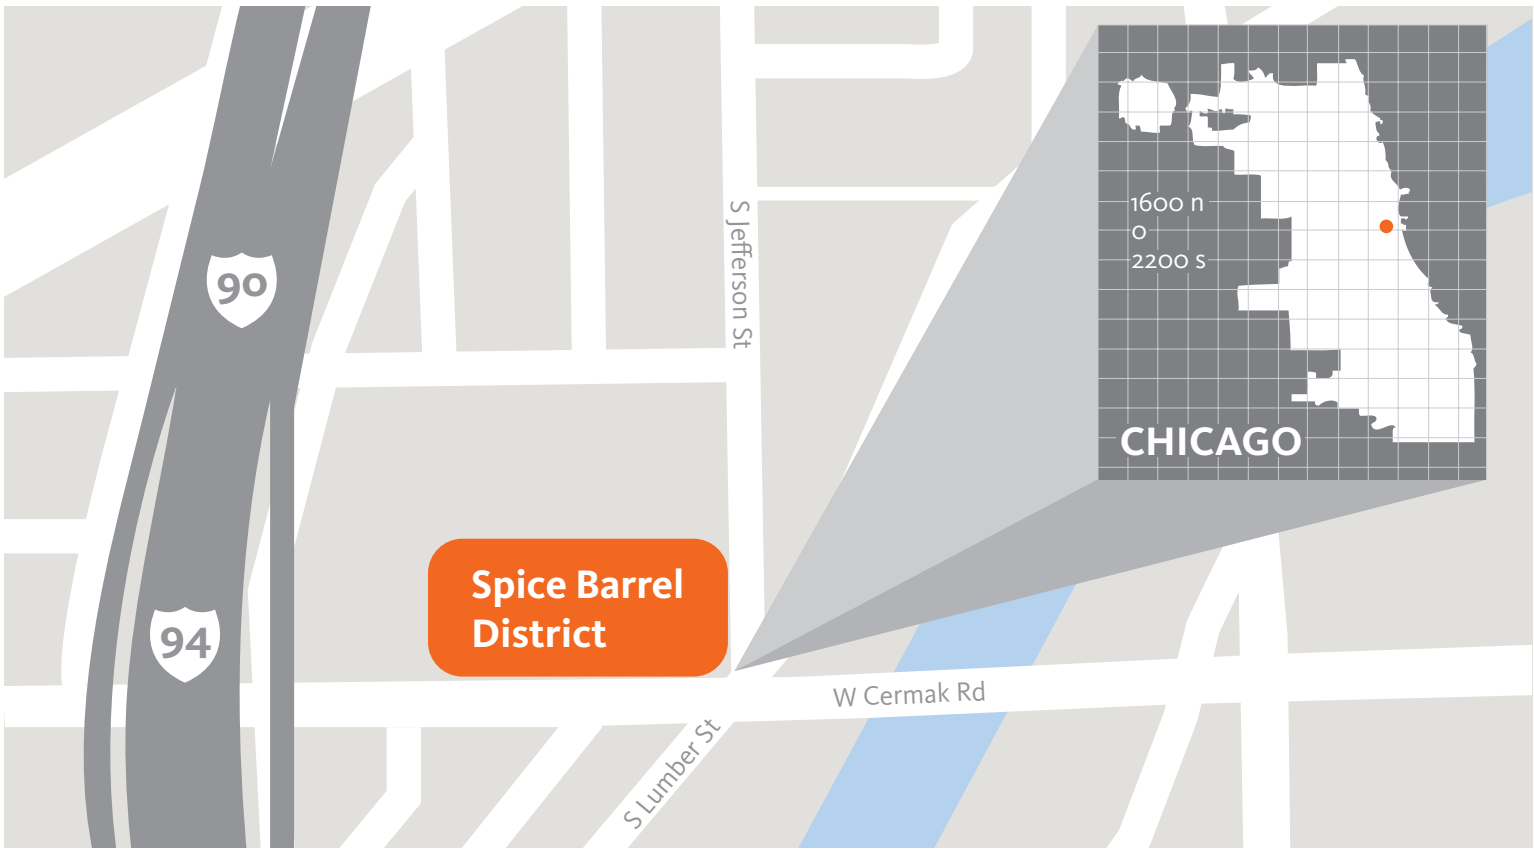 S Jefferson St
1600 n
0
2200 s
90
CHICAGO
Spice Barrel
District
94
W Cermak Rd
S Lumber St